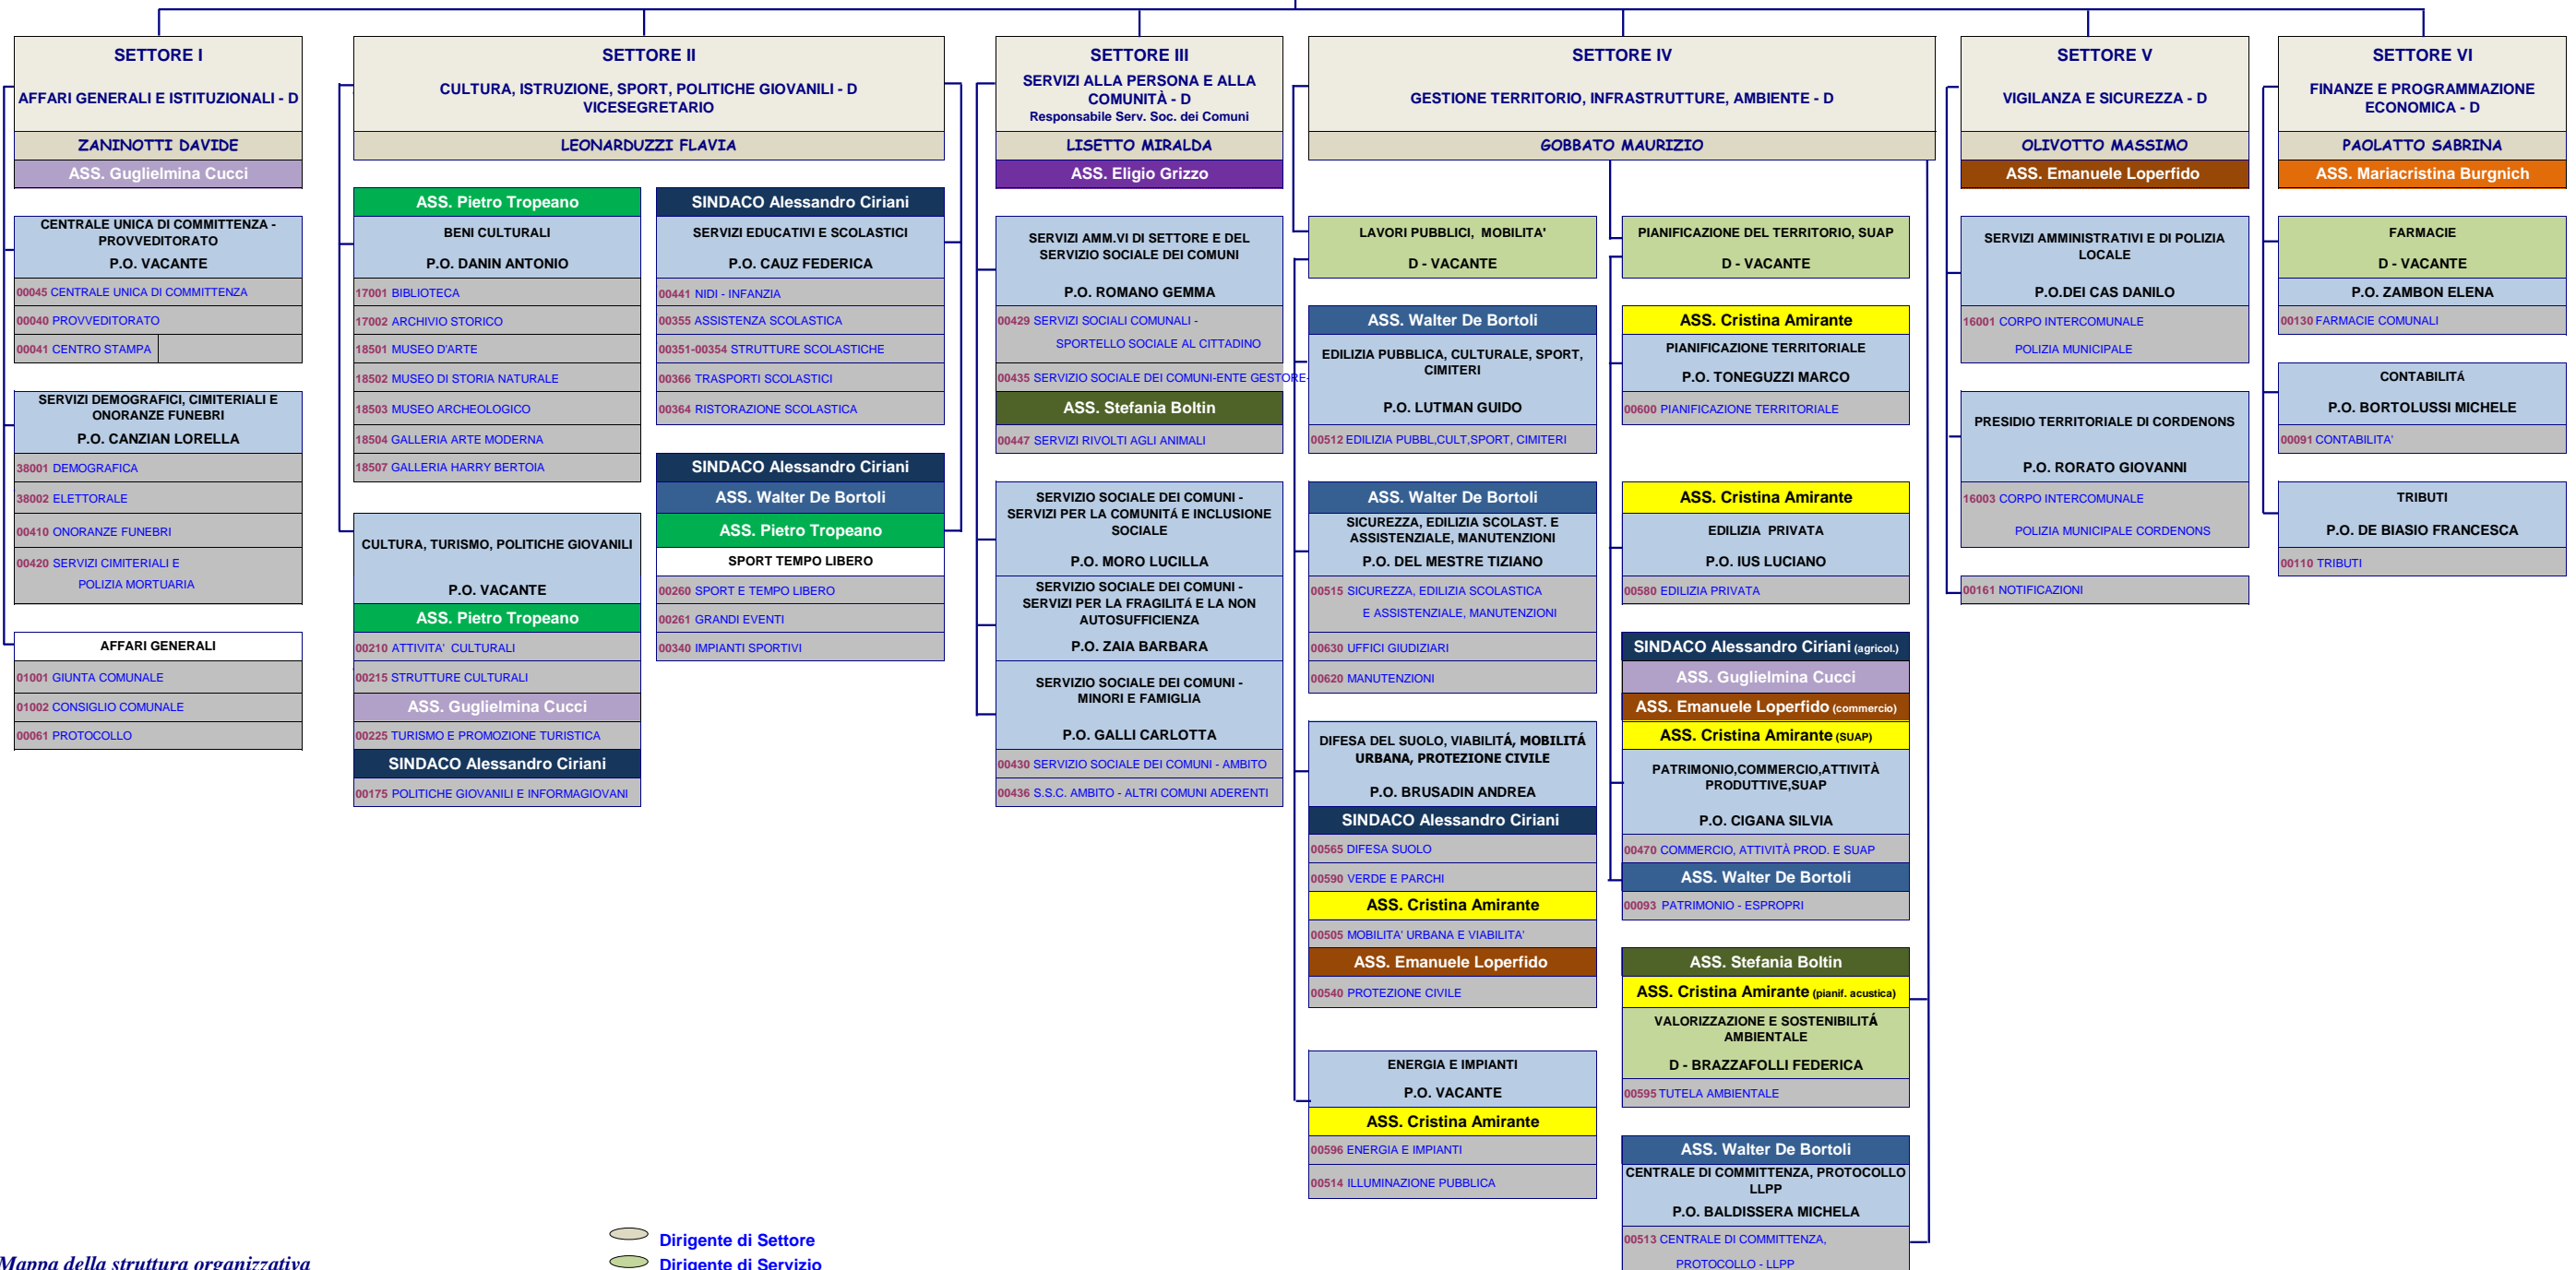 SETTORE I
AFFARI GENERALI E ISTITUZIONALI - D
ZANINOTTI DAVIDE
ASS. Guglielmina Cucci
CENTRALE UNICA DI COMMITTENZA -
PROVVEDITORATO
P.O. VACANTE
00045 CENTRALE UNICA DI COMMITTENZA
00040 PROVVEDITORATO
00041 CENTRO STAMPA
SERVIZI DEMOGRAFICI, CIMITERIALI E
ONORANZE FUNEBRI
P.O. CANZIAN LORELLA
38001 DEMOGRAFICA
38002 ELETTORALE
00410 ONORANZE FUNEBRI
00420 SERVIZI CIMITERIALI E
POLIZIA MORTUARIA
AFFARI GENERALI
01001 GIUNTA COMUNALE
01002 CONSIGLIO COMUNALE
00061 PROTOCOLLO
SETTORE II
CULTURA, ISTRUZIONE, SPORT, POLITICHE GIOVANILI - D
VICESEGRETARIO
LEONARDUZZI FLAVIA
ASS. Pietro Tropeano
BENI CULTURALI
P.O. DANIN ANTONIO
17001 BIBLIOTECA
17002 ARCHIVIO STORICO
18501 MUSEO D'ARTE
18502 MUSEO DI STORIA NATURALE
18503 MUSEO ARCHEOLOGICO
18504 GALLERIA ARTE MODERNA
18507 GALLERIA HARRY BERTOIA
CULTURA, TURISMO, POLITICHE GIOVANILI
P.O. VACANTE
ASS. Pietro Tropeano
00210 ATTIVITA' CULTURALI
00215 STRUTTURE CULTURALI
ASS. Guglielmina Cucci
00225 TURISMO E PROMOZIONE TURISTICA
SINDACO Alessandro Ciriani
00175 POLITICHE GIOVANILI E INFORMAGIOVANI
SINDACO Alessandro Ciriani
SERVIZI EDUCATIVI E SCOLASTICI
P.O. CAUZ FEDERICA
00441 NIDI - INFANZIA
00355 ASSISTENZA SCOLASTICA
00351-00354 STRUTTURE SCOLASTICHE
00366 TRASPORTI SCOLASTICI
00364 RISTORAZIONE SCOLASTICA
SINDACO Alessandro Ciriani
ASS. Walter De Bortoli
ASS. Pietro Tropeano
SPORT TEMPO LIBERO
00260 SPORT E TEMPO LIBERO
00261 GRANDI EVENTI
00340 IMPIANTI SPORTIVI
SETTORE III
SERVIZI ALLA PERSONA E ALLA
COMUNITÀ - D
Responsabile Serv. Soc. dei Comuni
LISETTO MIRALDA
ASS. Eligio Grizzo
SERVIZI AMM.VI DI SETTORE E DEL
SERVIZIO SOCIALE DEI COMUNI
P.O. ROMANO GEMMA
00429 SERVIZI SOCIALI COMUNALI -
SPORTELLO SOCIALE AL CITTADINO
00435 SERVIZIO SOCIALE DEI COMUNI-ENTE GESTORE-
ASS. Stefania Boltin
00447 SERVIZI RIVOLTI AGLI ANIMALI
SERVIZIO SOCIALE DEI COMUNI -
SERVIZI PER LA COMUNITÁ E INCLUSIONE
SOCIALE
P.O. MORO LUCILLA
SERVIZIO SOCIALE DEI COMUNI -
SERVIZI PER LA FRAGILITÁ E LA NON
AUTOSUFFICIENZA
P.O. ZAIA BARBARA
SERVIZIO SOCIALE DEI COMUNI -
MINORI E FAMIGLIA
P.O. GALLI CARLOTTA
00430 SERVIZIO SOCIALE DEI COMUNI - AMBITO
00436 S.S.C. AMBITO - ALTRI COMUNI ADERENTI
SETTORE IV
GESTIONE TERRITORIO, INFRASTRUTTURE, AMBIENTE - D
GOBBATO MAURIZIO
LAVORI PUBBLICI, MOBILITA'
D - VACANTE
ASS. Walter De Bortoli
EDILIZIA PUBBLICA, CULTURALE, SPORT,
CIMITERI
P.O. LUTMAN GUIDO
00512 EDILIZIA PUBBL,CULT,SPORT, CIMITERI
ASS. Walter De Bortoli
SICUREZZA, EDILIZIA SCOLAST. E
ASSISTENZIALE, MANUTENZIONI
P.O. DEL MESTRE TIZIANO
00515 SICUREZZA, EDILIZIA SCOLASTICA
E ASSISTENZIALE, MANUTENZIONI
00630 UFFICI GIUDIZIARI
00620 MANUTENZIONI
DIFESA DEL SUOLO, VIABILITÁ, MOBILITÁ
URBANA, PROTEZIONE CIVILE
P.O. BRUSADIN ANDREA
SINDACO Alessandro Ciriani
00565 DIFESA SUOLO
00590 VERDE E PARCHI
ASS. Cristina Amirante
00505 MOBILITA' URBANA E VIABILITA'
ASS. Emanuele Loperfido
00540 PROTEZIONE CIVILE
ENERGIA E IMPIANTI
P.O. VACANTE
ASS. Cristina Amirante
00596 ENERGIA E IMPIANTI
00514 ILLUMINAZIONE PUBBLICA
PIANIFICAZIONE DEL TERRITORIO, SUAP
D - VACANTE
ASS. Cristina Amirante
PIANIFICAZIONE TERRITORIALE
P.O. TONEGUZZI MARCO
00600 PIANIFICAZIONE TERRITORIALE
ASS. Cristina Amirante
EDILIZIA PRIVATA
P.O. IUS LUCIANO
00580 EDILIZIA PRIVATA
SINDACO Alessandro Ciriani (agricol.)
ASS. Guglielmina Cucci
ASS. Emanuele Loperfido (commercio)
ASS. Cristina Amirante (SUAP)
PATRIMONIO,COMMERCIO,ATTIVITÀ
PRODUTTIVE,SUAP
P.O. CIGANA SILVIA
00470 COMMERCIO, ATTIVITÀ PROD. E SUAP
ASS. Walter De Bortoli
00093 PATRIMONIO - ESPROPRI
ASS. Stefania Boltin
ASS. Cristina Amirante (pianif. acustica)
VALORIZZAZIONE E SOSTENIBILITÁ
AMBIENTALE
D - BRAZZAFOLLI FEDERICA
00595 TUTELA AMBIENTALE
ASS. Walter De Bortoli
CENTRALE DI COMMITTENZA, PROTOCOLLO
LLPP
P.O. BALDISSERA MICHELA
00513 CENTRALE DI COMMITTENZA,
PROTOCOLLO - LLPP
SETTORE V
VIGILANZA E SICUREZZA - D
OLIVOTTO MASSIMO
ASS. Emanuele Loperfido
SERVIZI AMMINISTRATIVI E DI POLIZIA
LOCALE
P.O.DEI CAS DANILO
16001 CORPO INTERCOMUNALE
POLIZIA MUNICIPALE
PRESIDIO TERRITORIALE DI CORDENONS
P.O. RORATO GIOVANNI
16003 CORPO INTERCOMUNALE
POLIZIA MUNICIPALE CORDENONS
00161 NOTIFICAZIONI
SETTORE VI
FINANZE E PROGRAMMAZIONE
ECONOMICA - D
PAOLATTO SABRINA
ASS. Mariacristina Burgnich
FARMACIE
D - VACANTE
P.O. ZAMBON ELENA
00130 FARMACIE COMUNALI
CONTABILITÁ
P.O. BORTOLUSSI MICHELE
00091 CONTABILITA'
TRIBUTI
P.O. DE BIASIO FRANCESCA
00110 TRIBUTI
Mappa della struttura organizzativa
Dirigente di Settore
Dirigente di Servizio